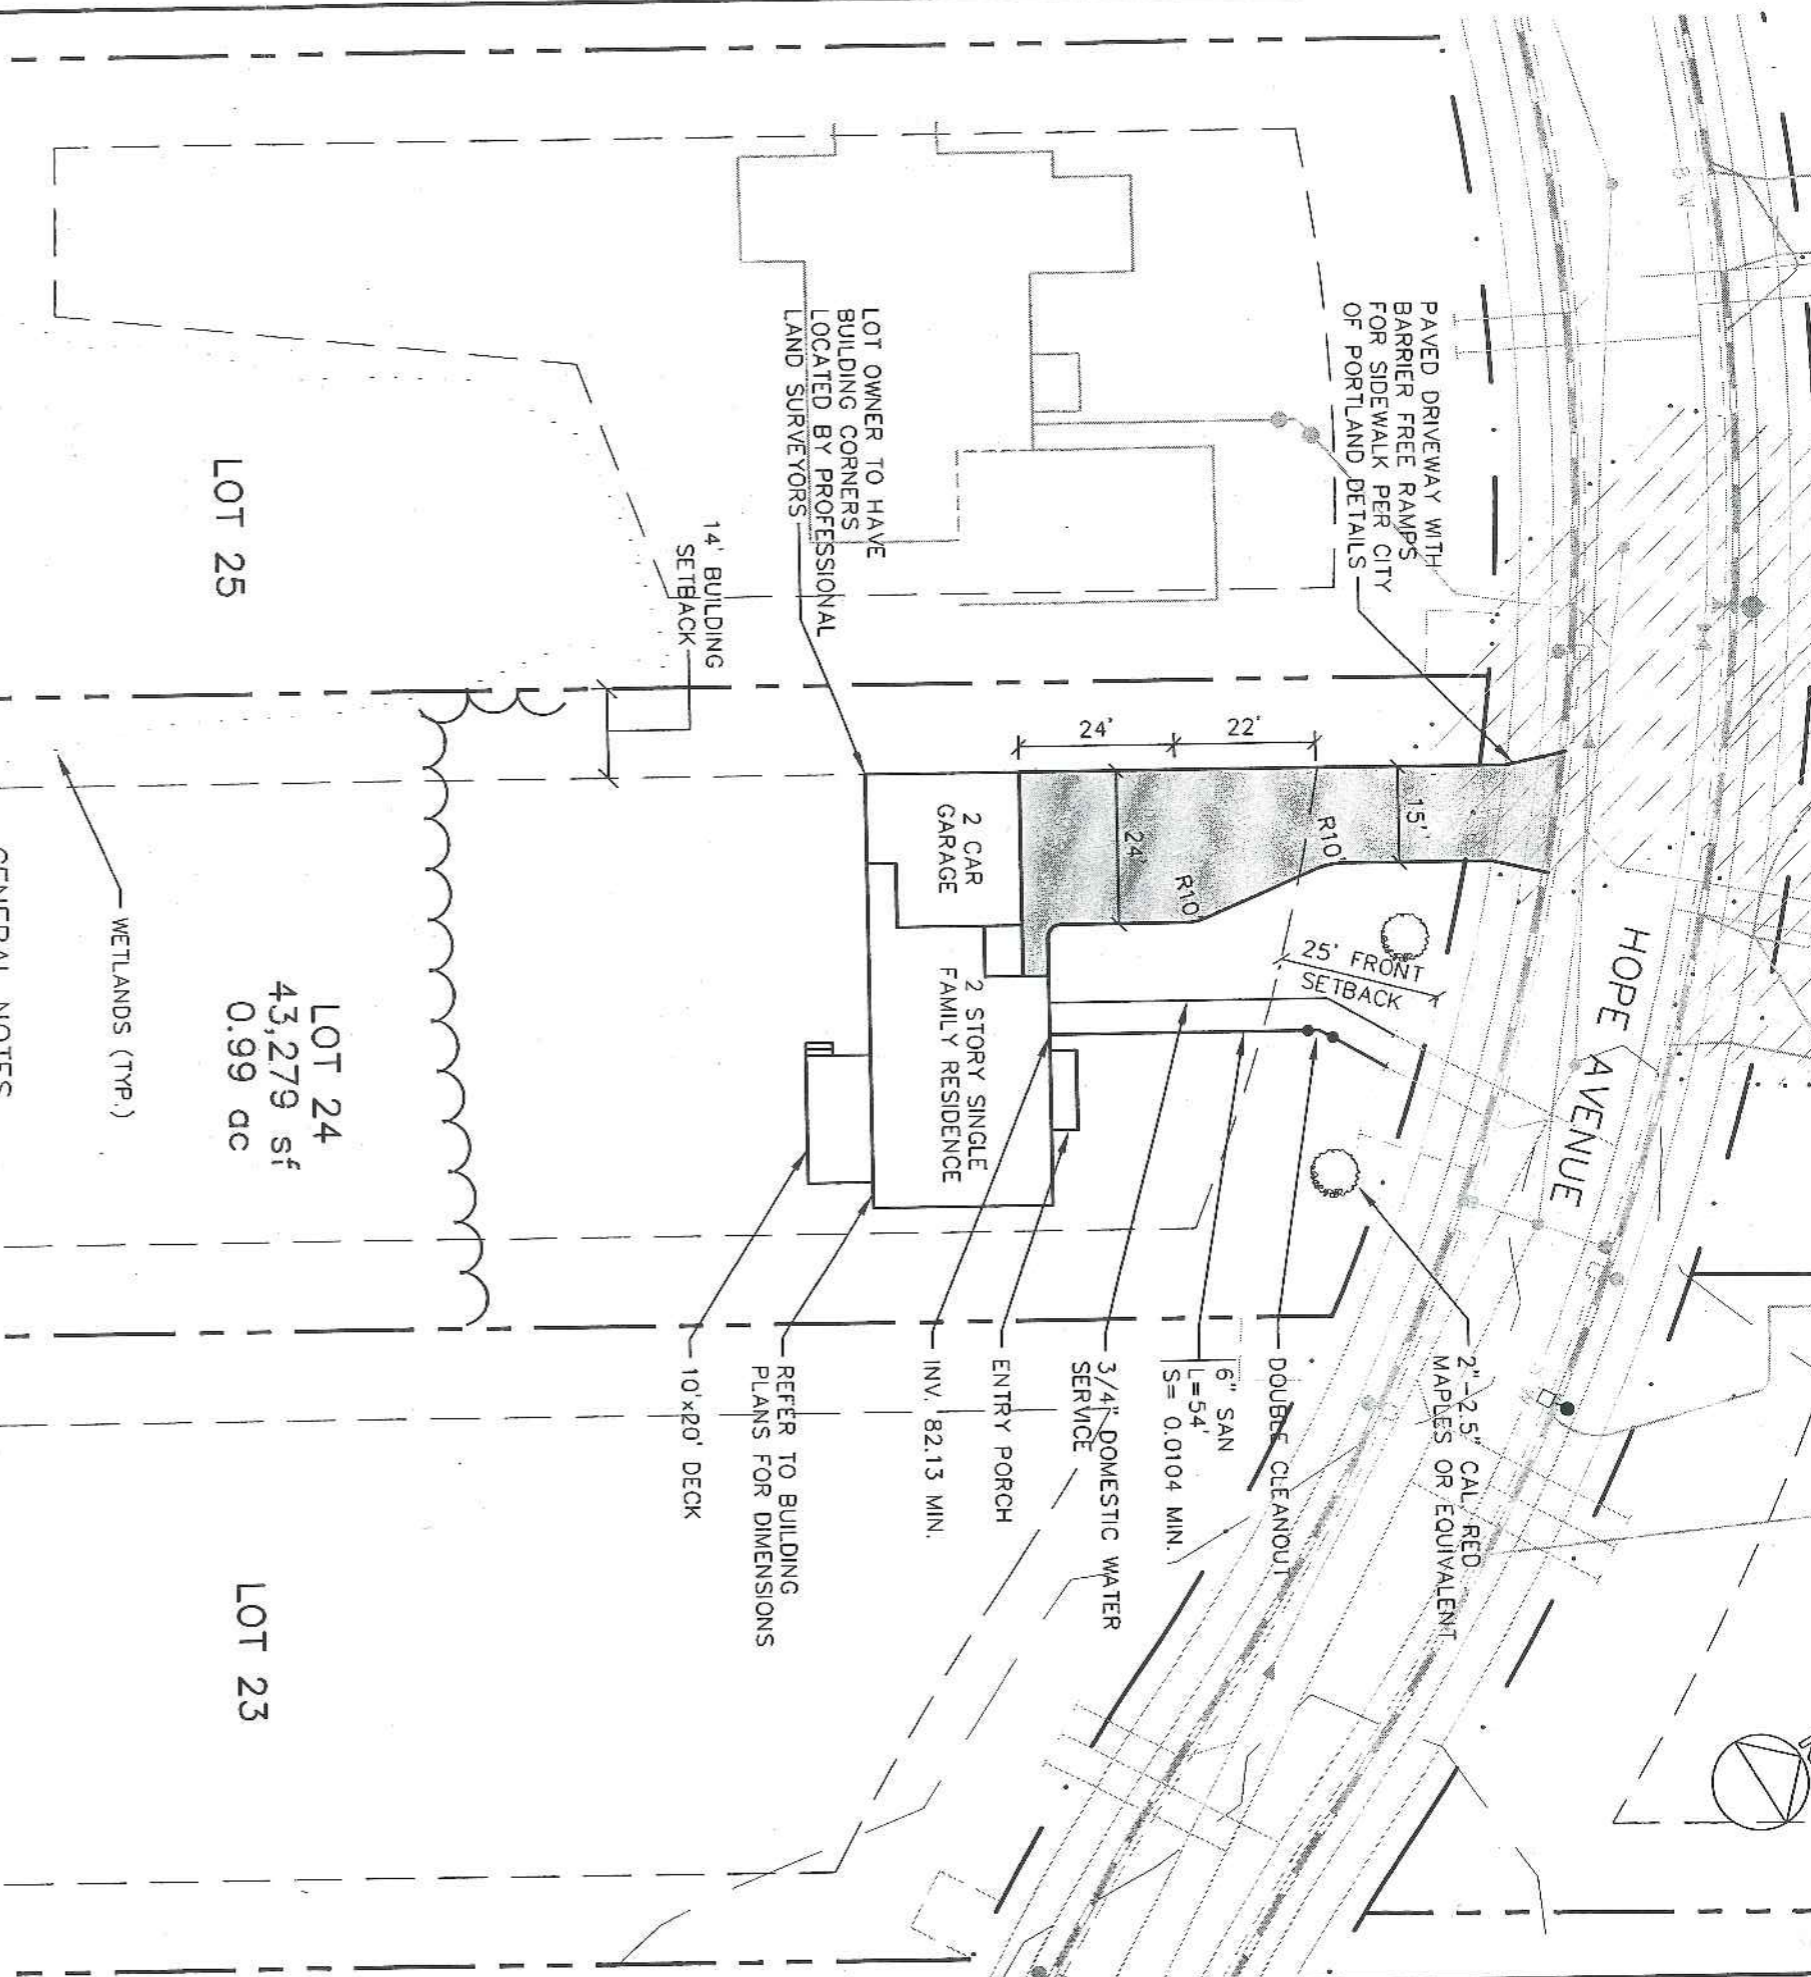 PAVED DRIVEWAY WITH
BARRIER FREE RAMPS
FOR SIDEWALK PER CITY
OF PORTLAND DETAILS
LOT OWNER TO HAVE
BUILDING CORNERS
LOCATED BY PROFESSIONAL
LAND SURVEYORS
14' BUILDING
SETBACK
LOT 25
HOPE AVENUE
24'
22'
15'
24'
R10'
R10'
25' FRONT
SETBACK
2 CAR
GARAGE
2 STORY SINGLE
FAMILY RESIDENCE
LOT 24
43,279 sf
0.99 ac
WETLANDS (TYP.)
GENERAL NOTES
2"-2.5" CAL. RED
MAPLES OR EQUIVALENT
DOUBLE CLEANOUT
6" SAN
L=54'
S= 0.0104 MIN.
3/4" DOMESTIC WATER
SERVICE
ENTRY PORCH
INV. 82.13 MIN.
REFER TO BUILDING
PLANS FOR DIMENSIONS
10'x20' DECK
LOT 23